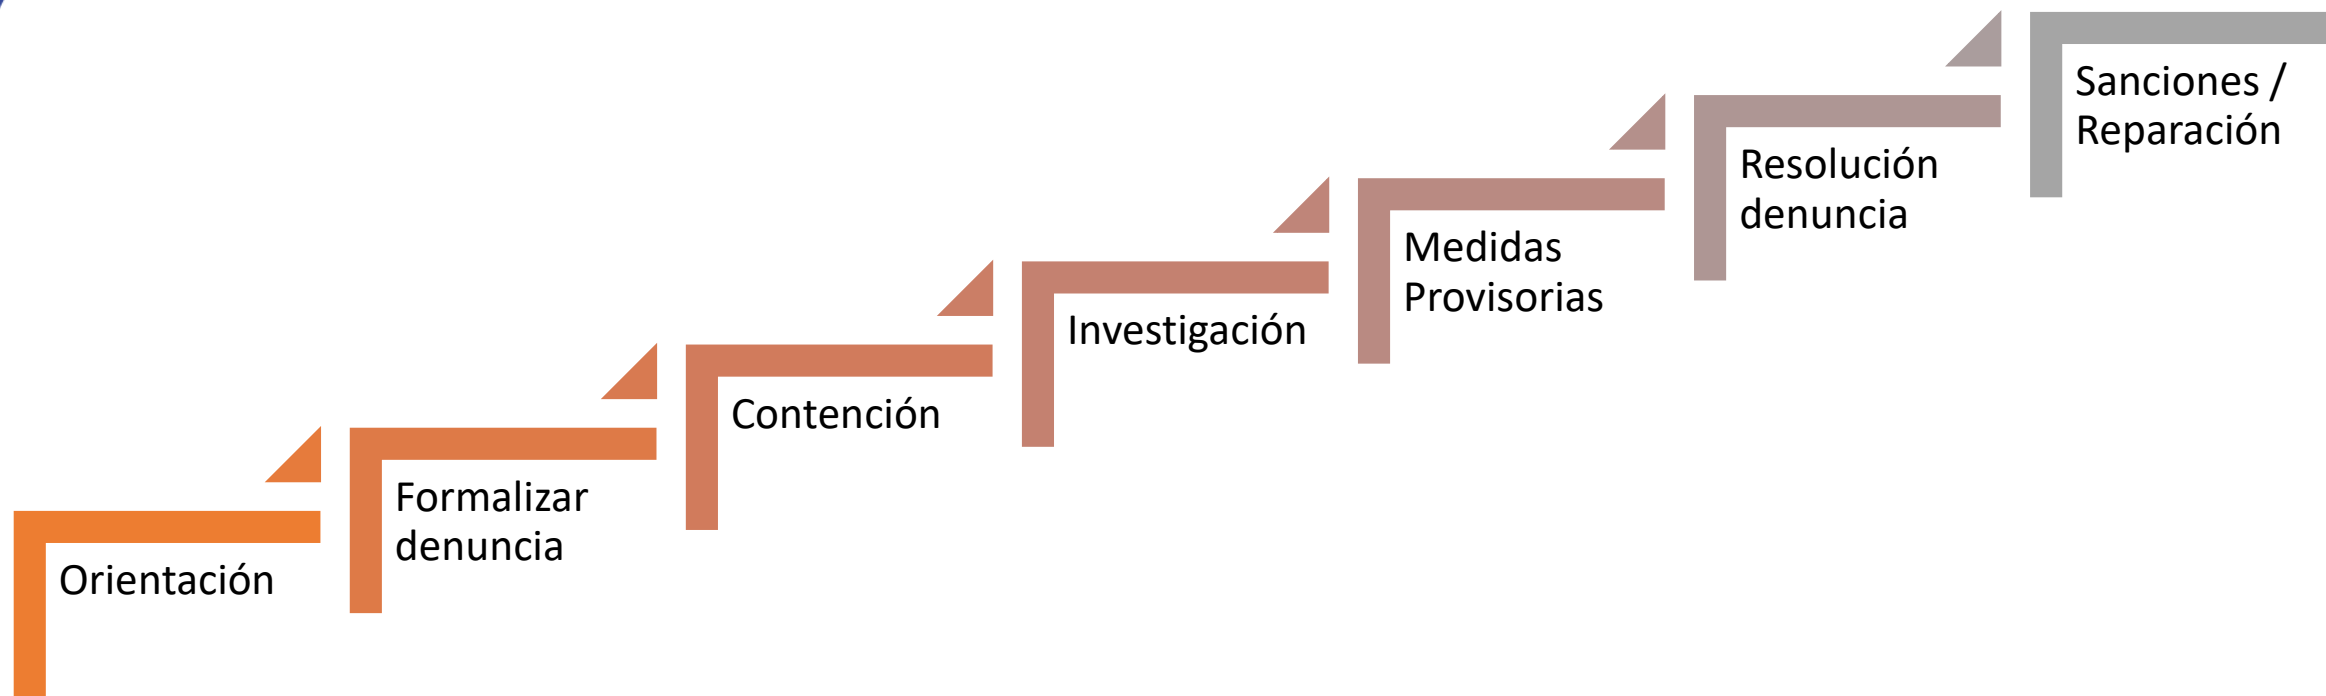 Orientación
Formalizar
denuncia
Contención
Investigación
Medidas
Provisorias
Resolución
denuncia
Sanciones /
Reparación